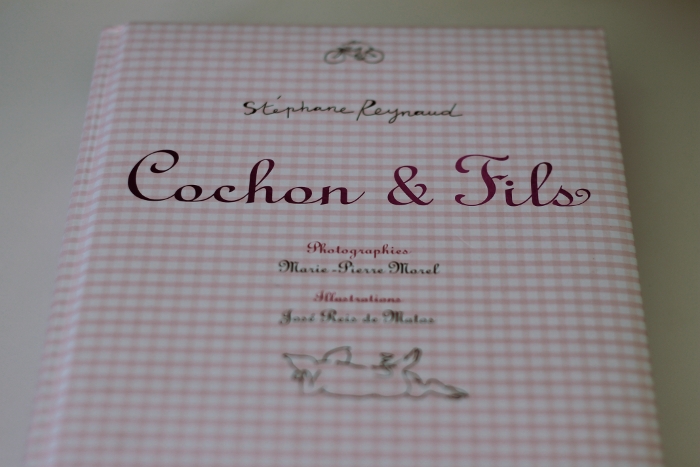 Stéphane Reynaud
Cochon & Fils
Photographies
Marie-Pierre Morel
Illustrations
José Reis de Matos